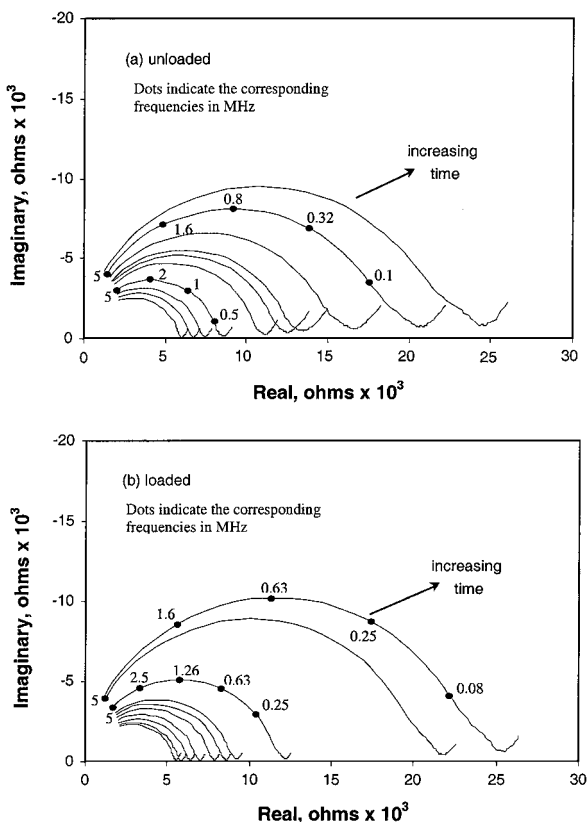 -20
(a) unloaded
-15
Dots indicate the corresponding
frequencies in MHz
increasing
time
-10
0.8
0.32
1.6
-5
0.1
5
2
1
5
0.5
0
0 5 10 15 20 25 30
Imaginary, ohms x 10³
Real, ohms x 10³
-20
(b) loaded
-15
Dots indicate the corresponding
frequencies in MHz
increasing
time
-10
0.63
1.6
0.25
-5
2.5
1.26
0.63
0.08
5
5
0.25
0
0 5 10 15 20 25 30
Imaginary, ohms x 10³
Real, ohms x 10³